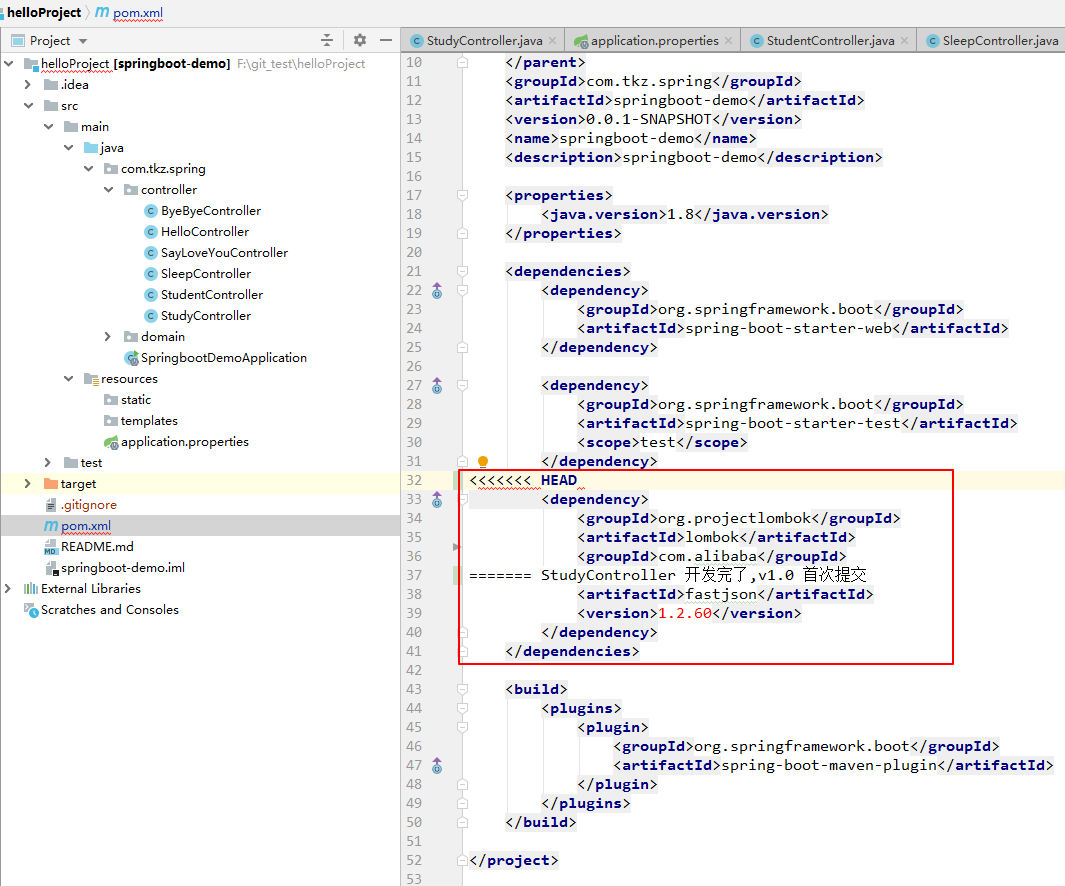 helloProject pom.xml
Project
StudyController.java application.properties StudentController.java SleepController.java
helloProject [springboot-demo] F:\git_test\helloProject
.idea
src
main
java
com.tkz.spring
controller
ByeByeController
HelloController
SayLoveYouController
SleepController
StudentController
StudyController
domain
SpringbootDemoApplication
resources
static
templates
application.properties
test
target
.gitignore
pom.xml
README.md
springboot-demo.iml
External Libraries
Scratches and Consoles
10 </parent>
11 <groupId>com.tkz.spring</groupId>
12 <artifactId>springboot-demo</artifactId>
13 <version>0.0.1-SNAPSHOT</version>
14 <name>springboot-demo</name>
15 <description>springboot-demo</description>
16
17 <properties>
18 <java.version>1.8</java.version>
19 </properties>
20
21 <dependencies>
22 <dependency>
23 <groupId>org.springframework.boot</groupId>
24 <artifactId>spring-boot-starter-web</artifactId>
25 </dependency>
26
27 <dependency>
28 <groupId>org.springframework.boot</groupId>
29 <artifactId>spring-boot-starter-test</artifactId>
30 <scope>test</scope>
31 </dependency>
32 <<<<<<< HEAD
33 <dependency>
34 <groupId>org.projectlombok</groupId>
35 <artifactId>lombok</artifactId>
36 <groupId>com.alibaba</groupId>
37 ======= StudyController 开发完了,v1.0 首次提交
38 <artifactId>fastjson</artifactId>
39 <version>1.2.60</version>
40 </dependency>
41 </dependencies>
42
43 <build>
44 <plugins>
45 <plugin>
46 <groupId>org.springframework.boot</groupId>
47 <artifactId>spring-boot-maven-plugin</artifactId>
48 </plugin>
49 </plugins>
50 </build>
51
52 </project>
53